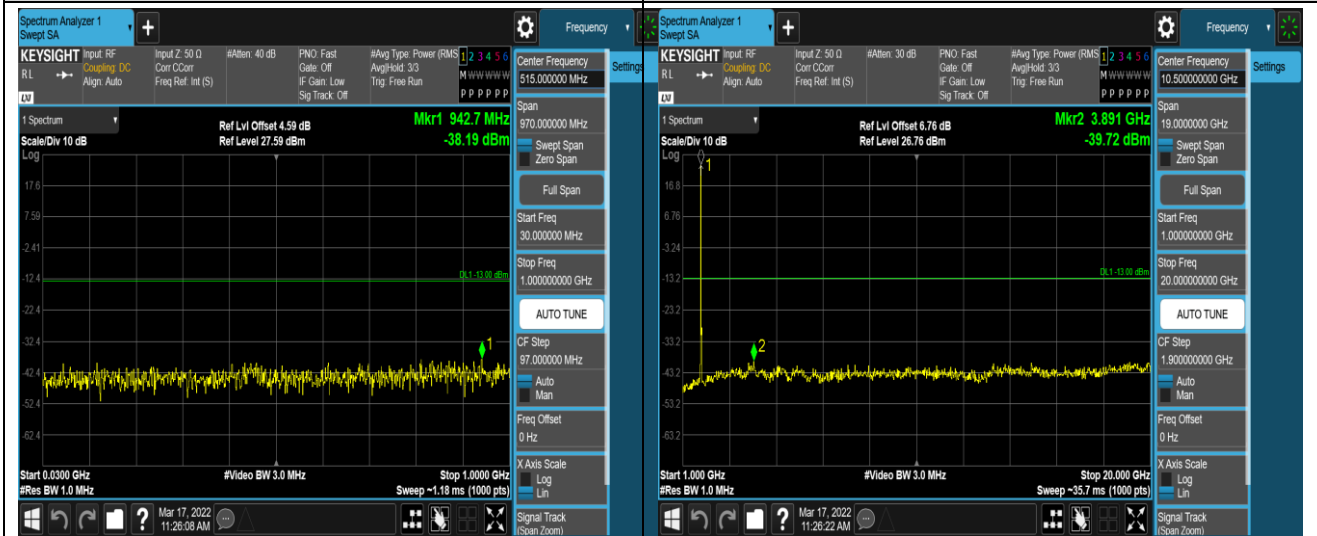 Spectrum Analyzer 1
Swept SA
+
Frequency
KEYSIGHT
RL
LXI
Input: RF
Coupling: DC
Align: Auto
Input Z: 50 Ω
Corr CCorr
Freq Ref: Int (S)
#Atten: 40 dB
PNO: Fast
Gate: Off
IF Gain: Low
Sig Track: Off
#Avg Type: Power (RMS
Avg|Hold: 3/3
Trig: Free Run
1 2 3 4 5 6
M W W W W W
P P P P P P
Center Frequency
515.000000 MHz
Settings
Span
970.000000 MHz
Swept Span
Zero Span
Full Span
Start Freq
30.000000 MHz
Stop Freq
1.000000000 GHz
AUTO TUNE
CF Step
97.000000 MHz
Auto
Man
Freq Offset
0 Hz
X Axis Scale
Log
Lin
Signal Track
(Span Zoom)
1 Spectrum
Scale/Div 10 dB
Log
Ref Lvl Offset 4.59 dB
Ref Level 27.59 dBm
Mkr1 942.7 MHz
-38.19 dBm
17.6
7.59
-2.41
-12.4
-22.4
-32.4
-42.4
-52.4
-62.4
DL1 -13.00 dBm
1
Start 0.0300 GHz
#Res BW 1.0 MHz
#Video BW 3.0 MHz
Stop 1.0000 GHz
Sweep ~1.18 ms (1000 pts)
?
Mar 17, 2022
11:26:08 AM
Spectrum Analyzer 1
Swept SA
+
Frequency
KEYSIGHT
RL
LXI
Input: RF
Coupling: DC
Align: Auto
Input Z: 50 Ω
Corr CCorr
Freq Ref: Int (S)
#Atten: 30 dB
PNO: Fast
Gate: Off
IF Gain: Low
Sig Track: Off
#Avg Type: Power (RMS
Avg|Hold: 3/3
Trig: Free Run
1 2 3 4 5 6
M W W W W W
P P P P P P
Center Frequency
10.500000000 GHz
Settings
Span
19.0000000 GHz
Swept Span
Zero Span
Full Span
Start Freq
1.000000000 GHz
Stop Freq
20.000000000 GHz
AUTO TUNE
CF Step
1.900000000 GHz
Auto
Man
Freq Offset
0 Hz
X Axis Scale
Log
Lin
Signal Track
(Span Zoom)
1 Spectrum
Scale/Div 10 dB
Log
Ref Lvl Offset 6.76 dB
Ref Level 26.76 dBm
Mkr2 3.891 GHz
-39.72 dBm
1
16.8
6.76
-3.24
-13.2
-23.2
-33.2
-43.2
-53.2
-63.2
DL1 -13.00 dBm
2
Start 1.000 GHz
#Res BW 1.0 MHz
#Video BW 3.0 MHz
Stop 20.000 GHz
Sweep ~35.7 ms (1000 pts)
?
Mar 17, 2022
11:26:22 AM